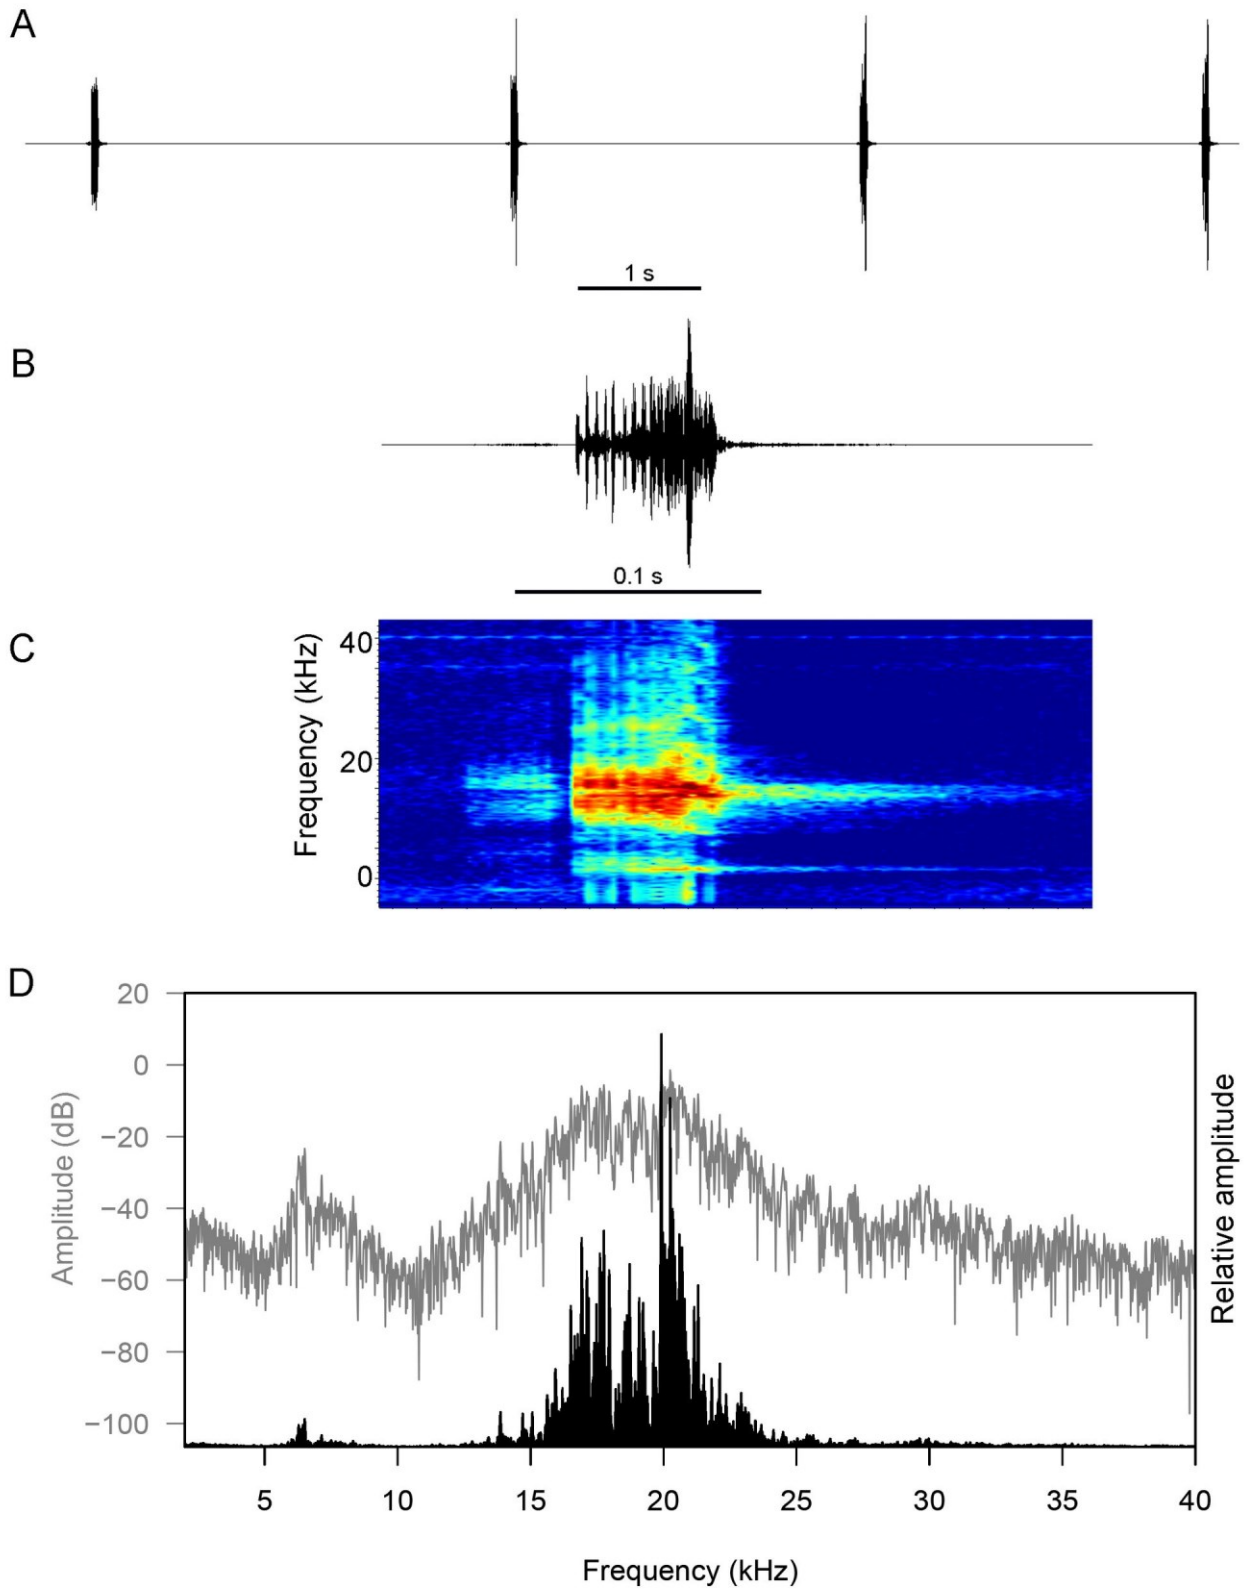 A
1 s
B
0.1 s
C
Frequency (kHz)
40
20
0
D
Amplitude (dB)
20
0
−20
−40
−60
−80
−100
Relative amplitude
5 10 15 20 25 30 35 40
Frequency (kHz)